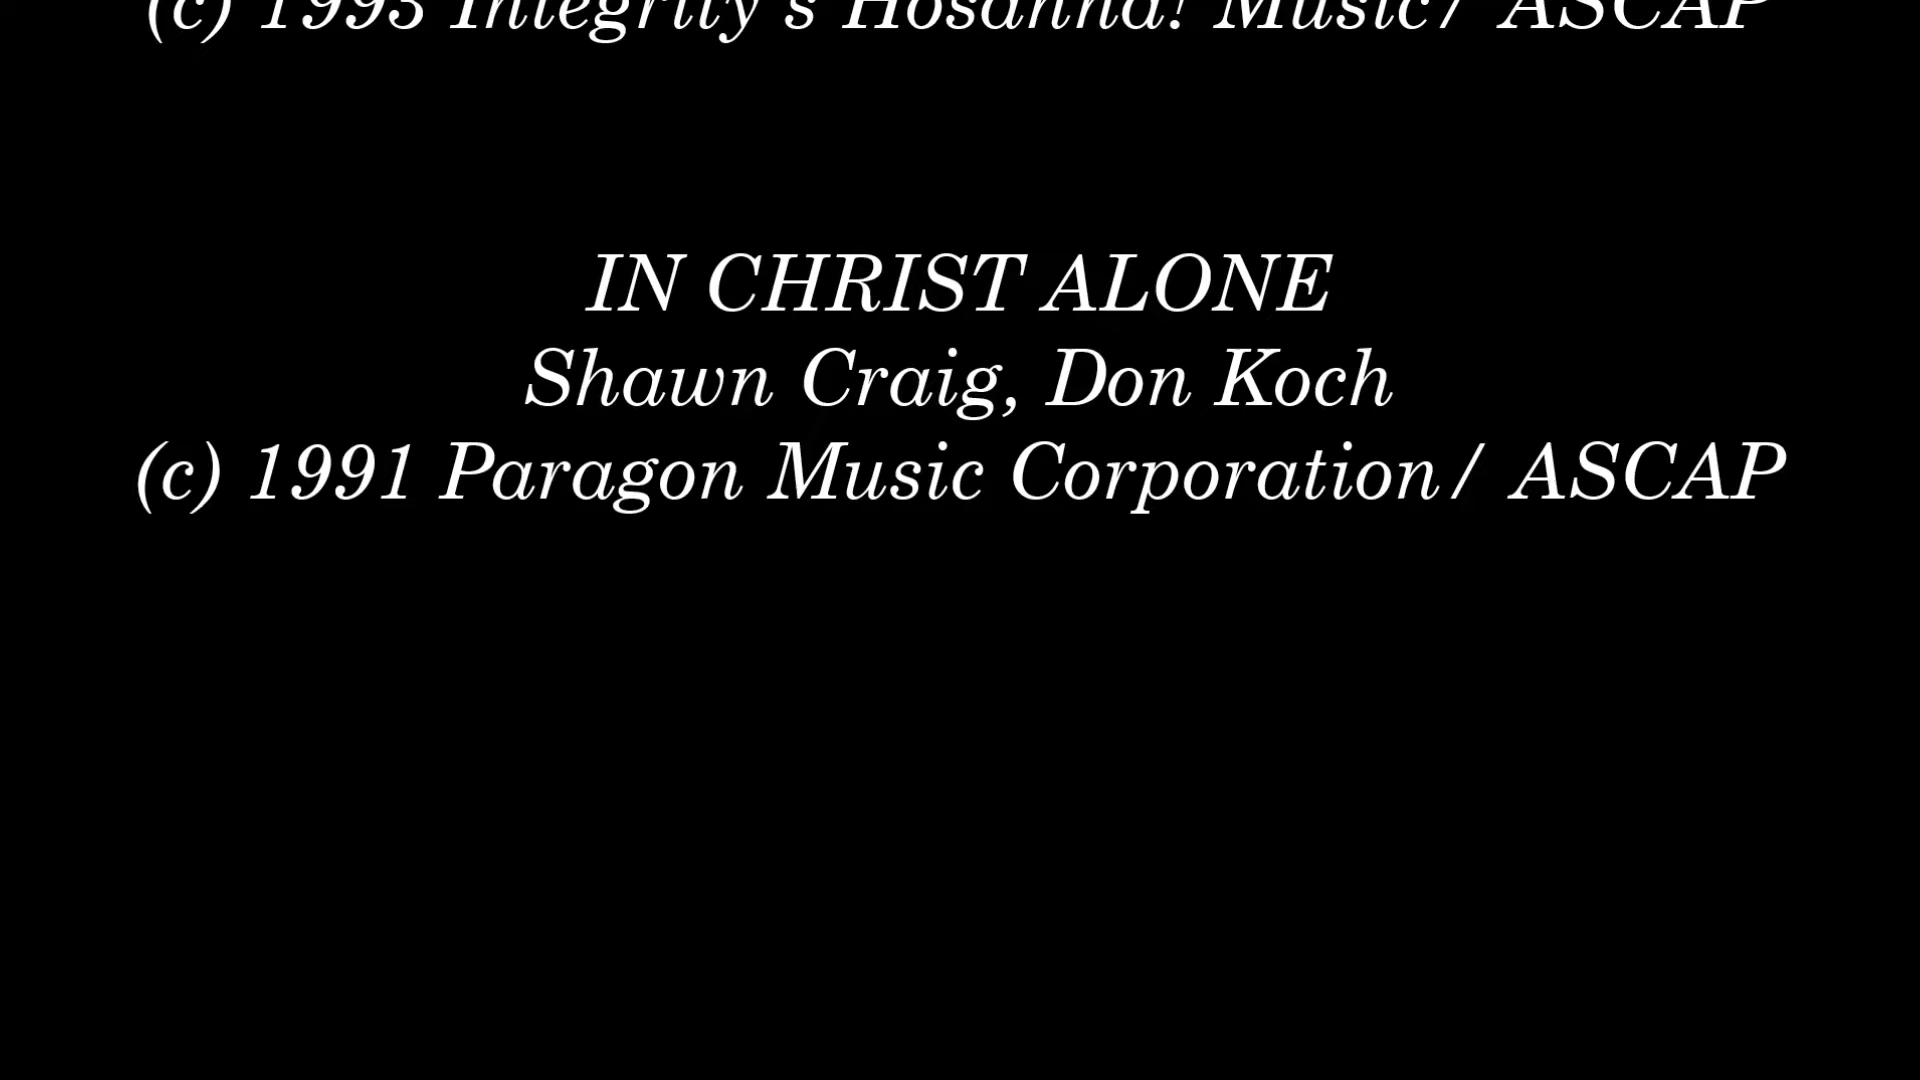 (c) 1993 Integrity's Hosanna! Music/ ASCAP
IN CHRIST ALONE
Shawn Craig, Don Koch
(c) 1991 Paragon Music Corporation/ ASCAP